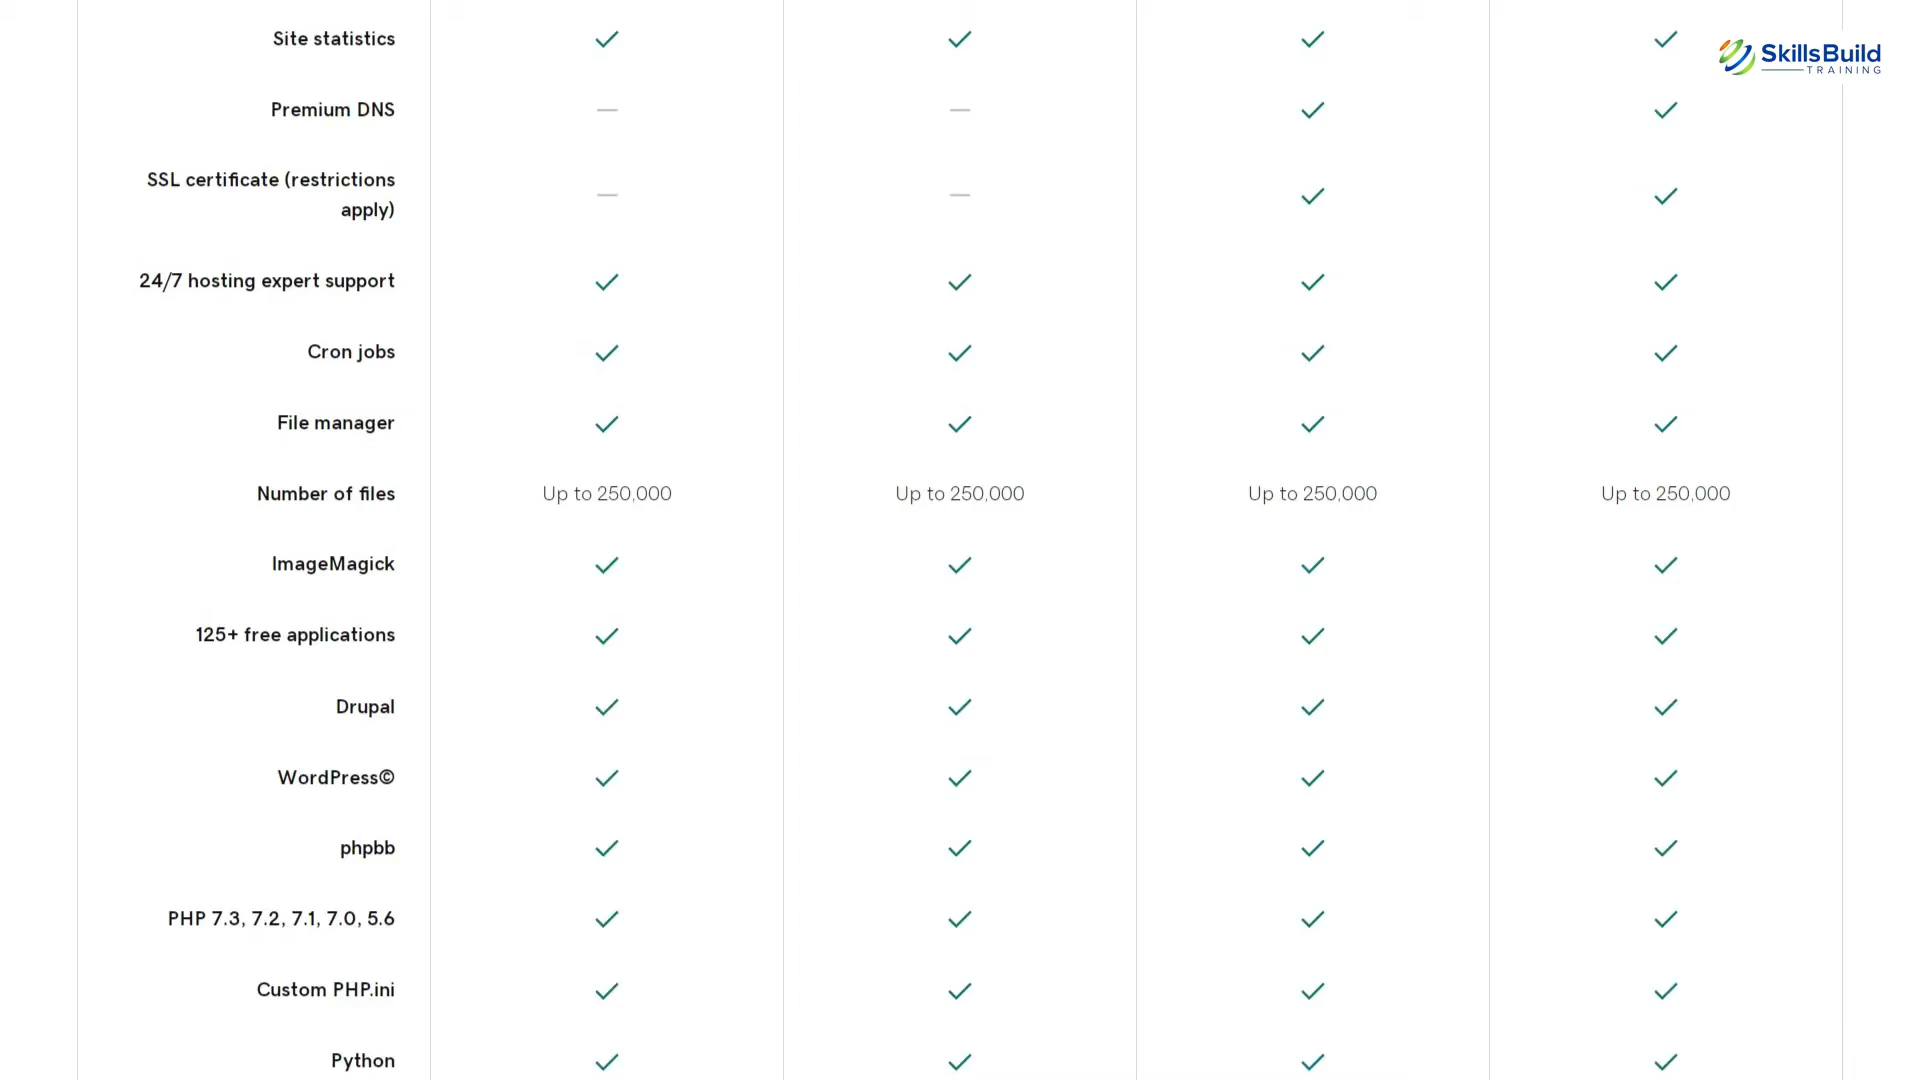 Site statistics
SkillsBuild
TRAINING
Premium DNS
SSL certificate (restrictions
apply)
24/7 hosting expert support
Cron jobs
File manager
Number of files Up to 250,000 Up to 250,000 Up to 250,000 Up to 250,000
ImageMagick
125+ free applications
Drupal
WordPress©
phpbb
PHP 7.3, 7.2, 7.1, 7.0, 5.6
Custom PHP.ini
Python